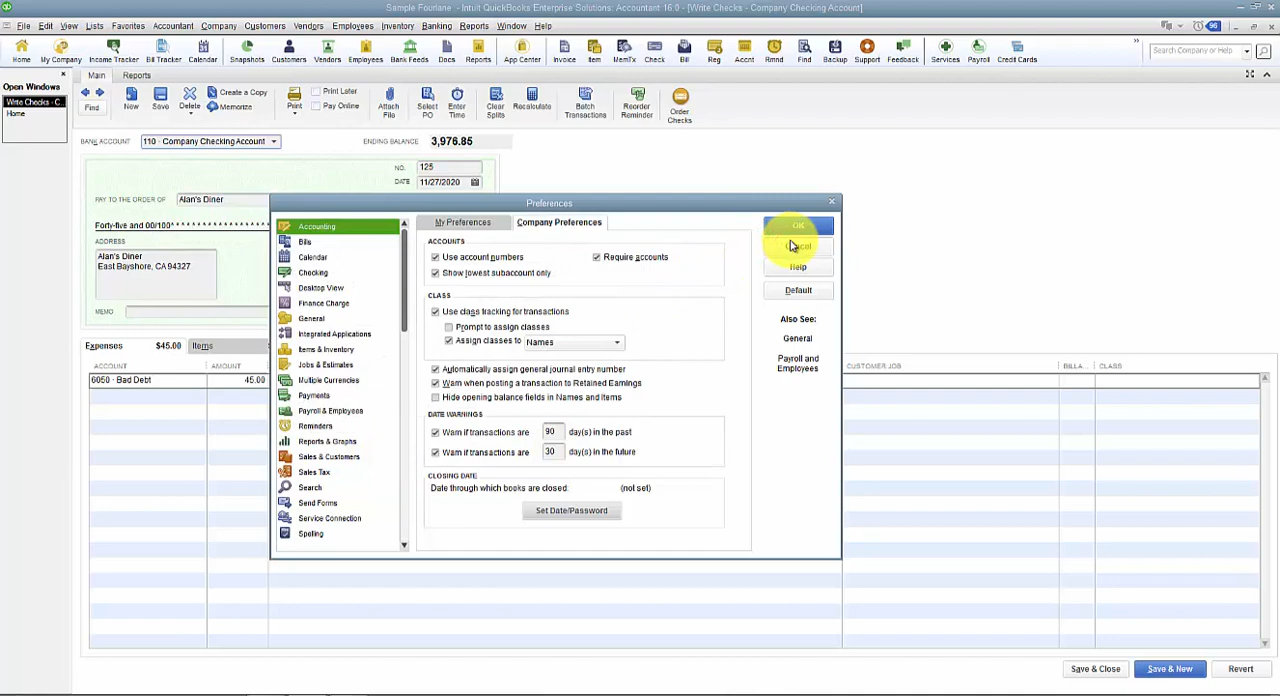 Sample Fourlane - Intuit QuickBooks Enterprise Solutions: Accountant 16.0 - [Write Checks - Company Checking Account]
File Edit View Lists Favorites Accountant Company Customers Vendors Employees Inventory Banking Reports Window Help 96
Home My Company Income Tracker Bill Tracker Calendar Snapshots Customers Vendors Employees Bank Feeds Docs Reports App Center Invoice Item MemTx Check Bill Reg Accnt Rmnd Find Backup Support Feedback Services Payroll Credit Cards Search Company or Help
Open Windows
Write Checks - C...
Home
Main Reports
Find New Save Delete Create a Copy Memorize Print Print Later Pay Online Attach File Select PO Enter Time Clear Splits Recalculate Batch Transactions Reorder Reminder Order Checks
BANK ACCOUNT 110 - Company Checking Account ENDING BALANCE 3,976.85
NO. 125
DATE 11/27/2020
PAY TO THE ORDER OF Alan's Diner
Forty-five and 00/100*
ADDRESS
Alan's Diner
East Bayshore, CA 94327
MEMO
Expenses $45.00 Items
ACCOUNT AMOUNT CUSTOMER:JOB BILLA... CLASS
6050 - Bad Debt 45.00
Preferences
Accounting
Bills
Calendar
Checking
Desktop View
Finance Charge
General
Integrated Applications
Items & Inventory
Jobs & Estimates
Multiple Currencies
Payments
Payroll & Employees
Reminders
Reports & Graphs
Sales & Customers
Sales Tax
Search
Send Forms
Service Connection
Spelling
My Preferences Company Preferences
ACCOUNTS
Use account numbers Require accounts
Show lowest subaccount only
CLASS
Use class tracking for transactions
Prompt to assign classes
Assign classes to Names
Automatically assign general journal entry number
Warn when posting a transaction to Retained Earnings
Hide opening balance fields in Names and Items
DATE WARNINGS
Warn if transactions are 90 day(s) in the past
Warn if transactions are 30 day(s) in the future
CLOSING DATE
Date through which books are closed: (not set)
Set Date/Password
OK
Cancel
Help
Default
Also See:
General
Payroll and
Employees
Save & Close Save & New Revert